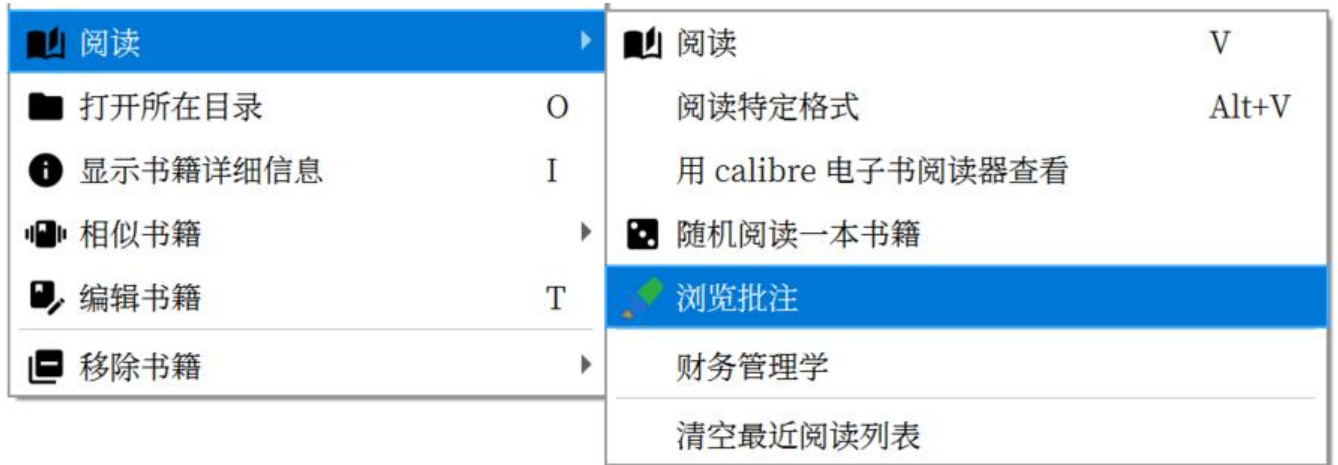 阅读
打开所在目录 O
显示书籍详细信息 I
相似书籍
编辑书籍 T
移除书籍
阅读 V
阅读特定格式 Alt+V
用 calibre 电子书阅读器查看
随机阅读一本书籍
浏览批注
财务管理学
清空最近阅读列表